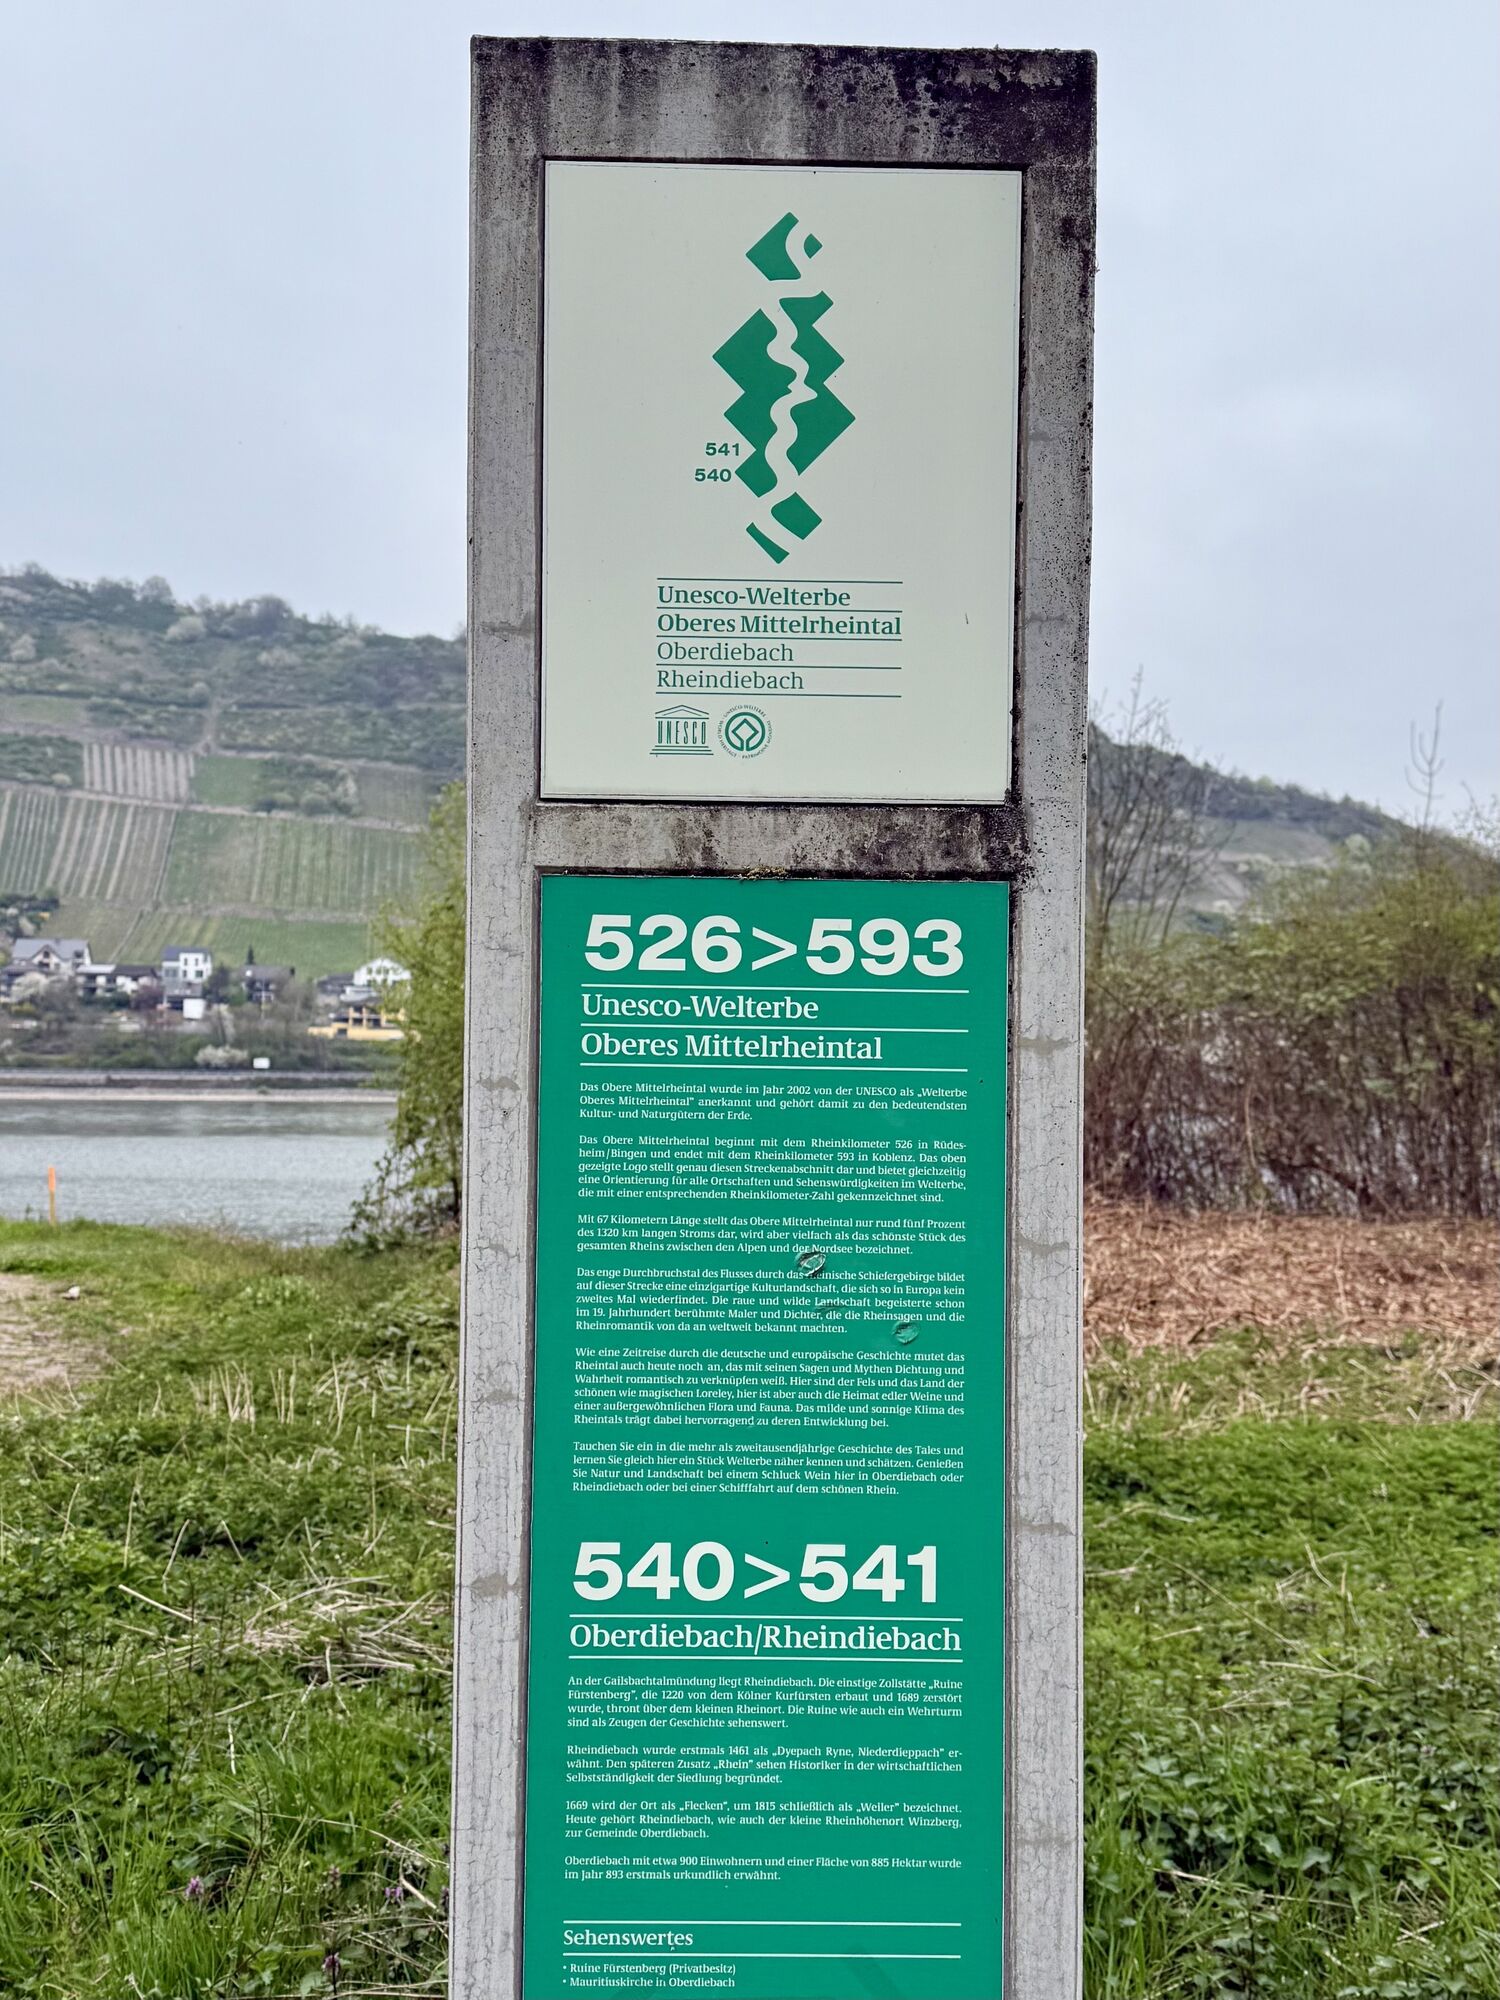 541
540
Unesco-Welterbe
Oberes Mittelrheintal
Oberdiebach
Rheindiebach
UNESCO
526>593
Unesco-Welterbe
Oberes Mittelrheintal
Das Obere Mittelrheintal wurde im Jahr 2002 von der UNESCO als „Welterbe
Oberes Mittelrheintal" anerkannt und gehört damit zu den bedeutendsten
Kultur- und Naturgütern der Erde.
Das Obere Mittelrheintal beginnt mit dem Rheinkilometer 526 in Rüdes-
heim/Bingen und endet mit dem Rheinkilometer 593 in Koblenz. Das oben
gezeigte Logo stellt genau diesen Streckenabschnitt dar und bietet gleichzeitig
eine Orientierung für alle Ortschaften und Sehenswürdigkeiten im Welterbe,
die mit einer entsprechenden Rheinkilometer-Zahl gekennzeichnet sind.
Mit 67 Kilometern Länge stellt das Obere Mittelrheintal nur rund fünf Prozent
des 1320 km langen Stroms dar, wird aber vielfach als das schönste Stück des
gesamten Rheins zwischen den Alpen und der Nordsee bezeichnet.
Das enge Durchbruchstal des Flusses durch das Rheinische Schiefergebirge bildet
auf dieser Strecke eine einzigartige Kulturlandschaft, die sich so in Europa kein
zweites Mal wiederfindet. Die raue und wilde Landschaft begeisterte schon
im 19. Jahrhundert berühmte Maler und Dichter, die die Rheinsagen und die
Rheinromantik von da an weltweit bekannt machten.
Wie eine Zeitreise durch die deutsche und europäische Geschichte mutet das
Rheintal auch heute noch an, das mit seinen Sagen und Mythen Dichtung und
Wahrheit romantisch zu verknüpfen weiß. Hier sind der Fels und das Land der
schönen wie magischen Loreley, hier ist aber auch die Heimat edler Weine und
einer außergewöhnlichen Flora und Fauna. Das milde und sonnige Klima des
Rheintals trägt dabei hervorragend zu deren Entwicklung bei.
Tauchen Sie ein in die mehr als zweitausendjährige Geschichte des Tales und
lernen Sie gleich hier ein Stück Welterbe näher kennen und schätzen. Genießen
Sie Natur und Landschaft bei einem Schluck Wein hier in Oberdiebach oder
Rheindiebach oder bei einer Schifffahrt auf dem schönen Rhein.
540>541
Oberdiebach/Rheindiebach
An der Gailsbachtalmündung liegt Rheindiebach. Die einstige Zollstätte „Ruine
Fürstenberg", die 1220 von dem Kölner Kurfürsten erbaut und 1689 zerstört
wurde, thront über dem kleinen Rheinort. Die Ruine wie auch ein Wehrturm
sind als Zeugen der Geschichte sehenswert.
Rheindiebach wurde erstmals 1461 als „Dyepach Ryne, Niederdieppach" er-
wähnt. Den späteren Zusatz „Rhein" sehen Historiker in der wirtschaftlichen
Selbstständigkeit der Siedlung begründet.
1669 wird der Ort als „Flecken", um 1815 schließlich als „Weiler" bezeichnet.
Heute gehört Rheindiebach, wie auch der kleine Rheinhöhenort Winzberg,
zur Gemeinde Oberdiebach.
Oberdiebach mit etwa 900 Einwohnern und einer Fläche von 885 Hektar wurde
im Jahr 893 erstmals urkundlich erwähnt.
Sehenswertes
• Ruine Fürstenberg (Privatbesitz)
• Mauritiuskirche in Oberdiebach